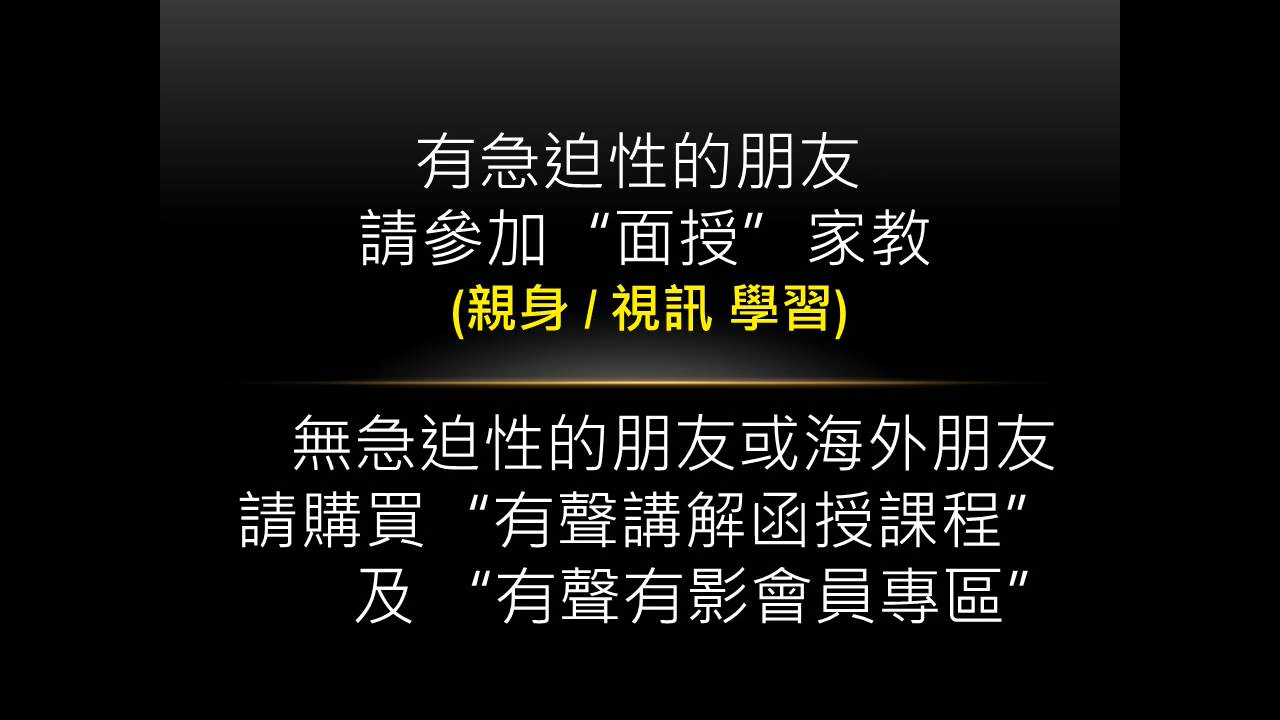 有急迫性的朋友
請參加 “面授” 家教
(親身 / 視訊 學習)
無急迫性的朋友或海外朋友
請購買 “有聲講解函授課程”
及 “有聲有影會員專區”